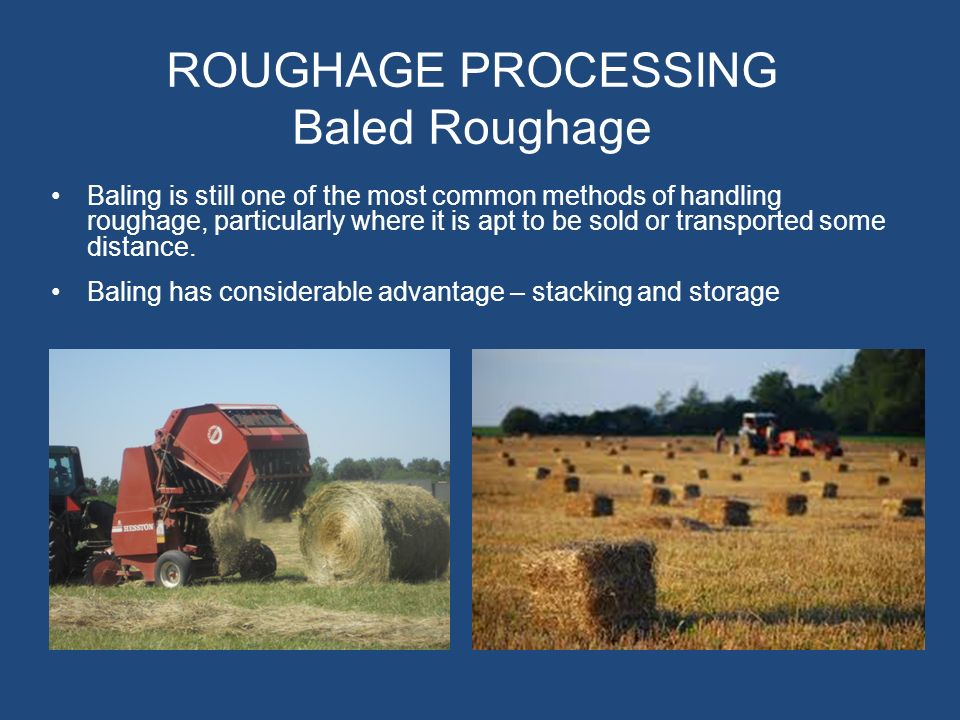 ROUGHAGE PROCESSING
Baled Roughage
• Baling is still one of the most common methods of handling
roughage, particularly where it is apt to be sold or transported some
distance.
• Baling has considerable advantage – stacking and storage
HESSTON